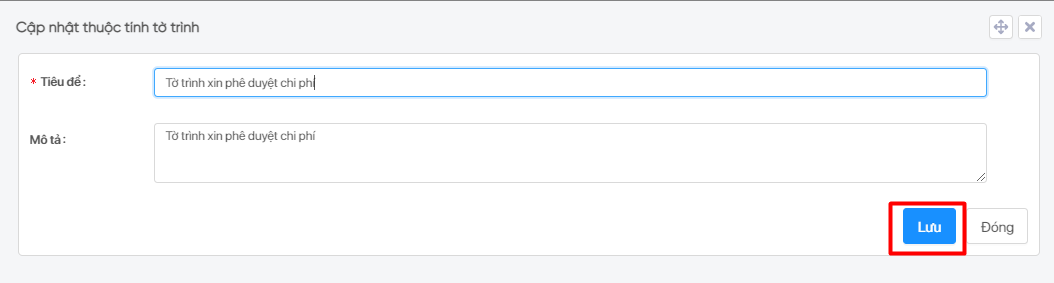 Cập nhật thuộc tính tờ trình
* Tiêu để : Tờ trình xin phê duyệt chi phí
Mô tả : Tờ trình xin phê duyệt chi phí
Lưu Đóng